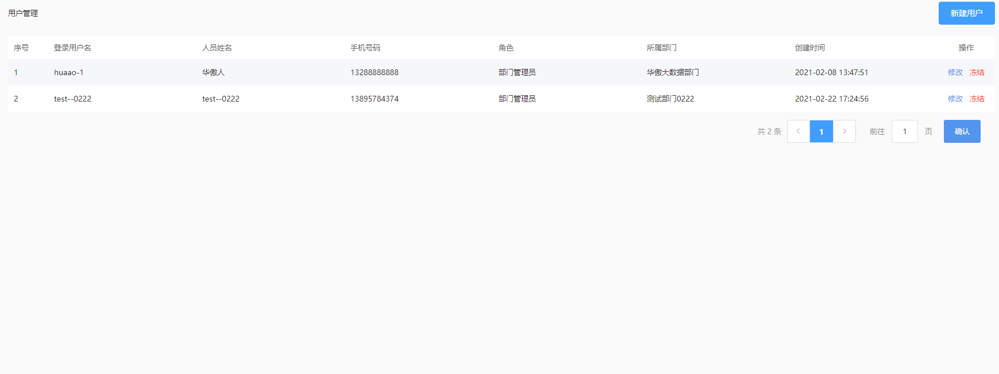 用户管理 新建用户
序号 登录用户名 人员姓名 手机号码 角色 所属部门 创建时间 操作
1 huaao-1 华傲人 13288888888 部门管理员 华傲大数据部门 2021-02-08 13:47:51 修改 冻结
2 test--0222 test--0222 13895784374 部门管理员 测试部门0222 2021-02-22 17:24:56 修改 冻结
共 2 条 1 前往 1 页 确认